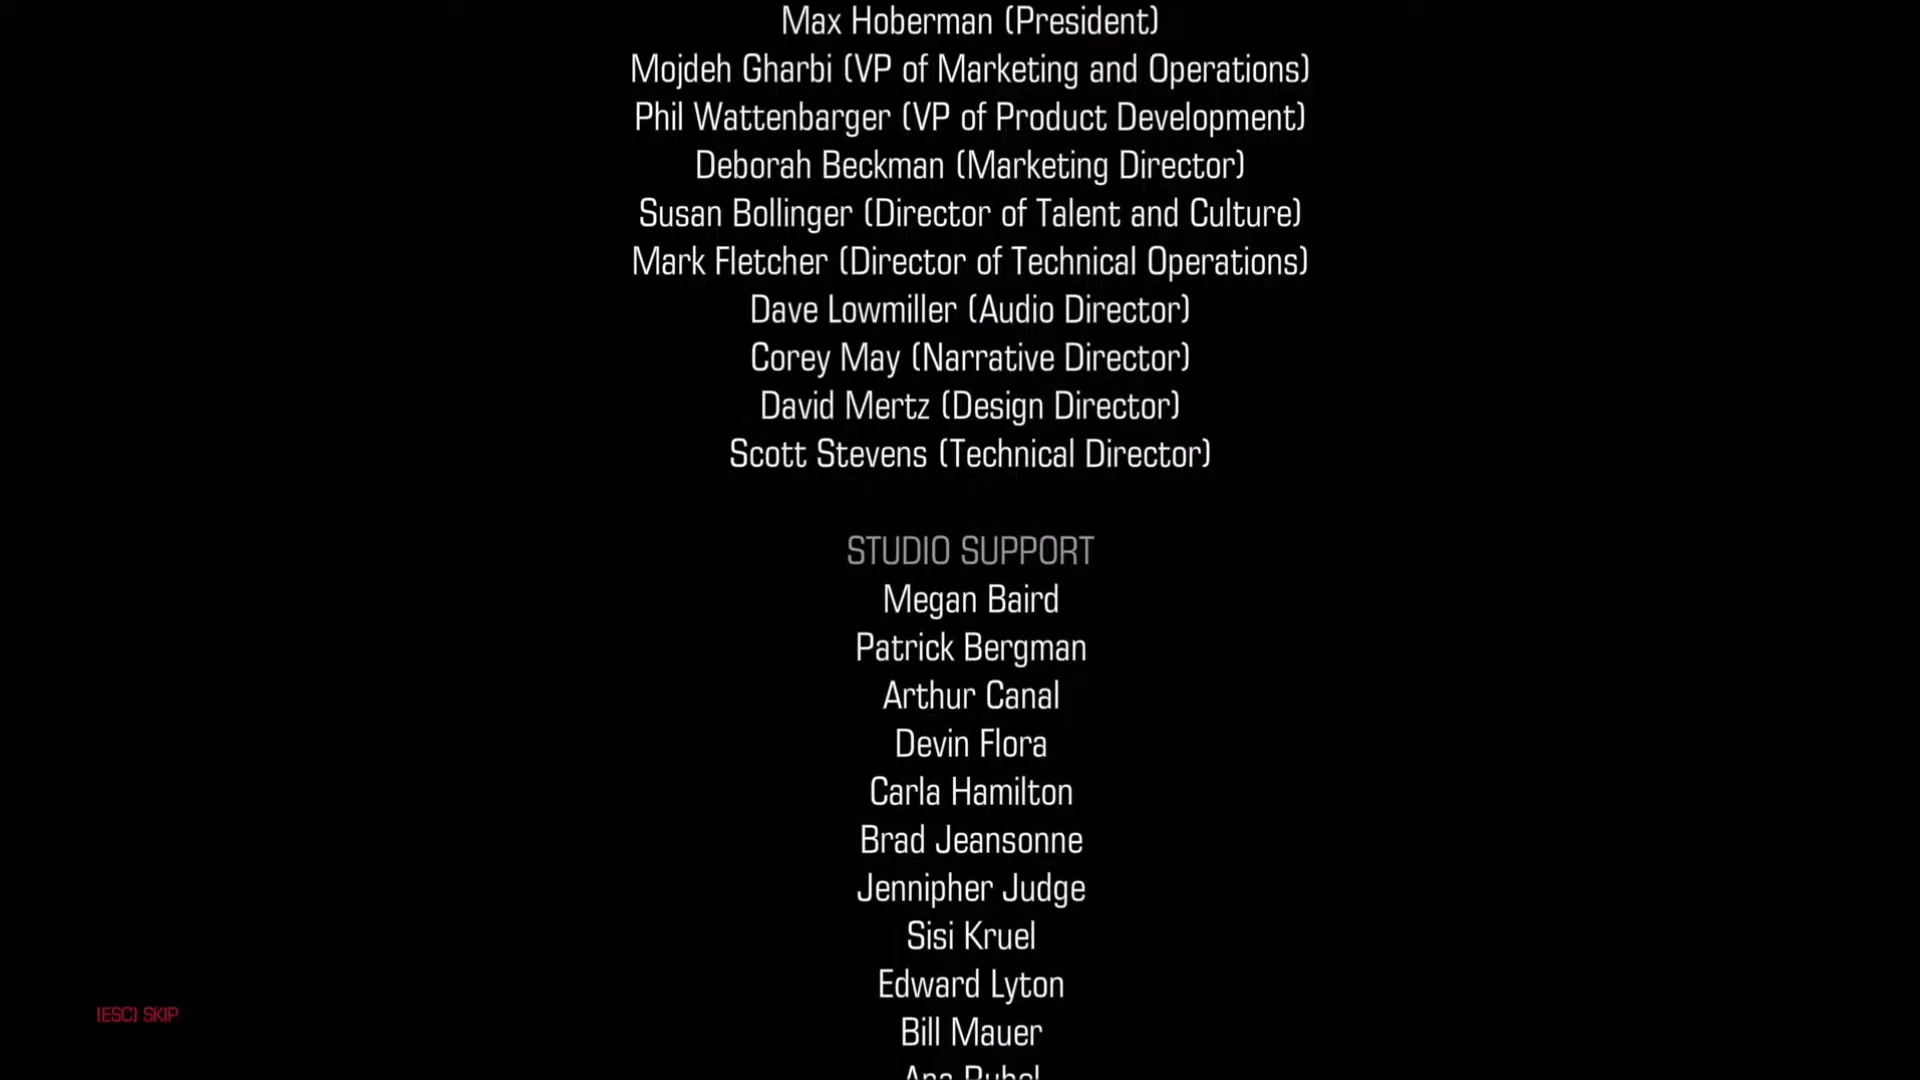 Max Hoberman (President)
Mojdeh Gharbi (VP of Marketing and Operations)
Phil Wattenbarger (VP of Product Development)
Deborah Beckman (Marketing Director)
Susan Bollinger (Director of Talent and Culture)
Mark Fletcher (Director of Technical Operations)
Dave Lowmiller (Audio Director)
Corey May (Narrative Director)
David Mertz (Design Director)
Scott Stevens (Technical Director)
STUDIO SUPPORT
Megan Baird
Patrick Bergman
Arthur Canal
Devin Flora
Carla Hamilton
Brad Jeansonne
Jennipher Judge
Sisi Kruel
Edward Lyton
[ESC] SKIP
Bill Mauer